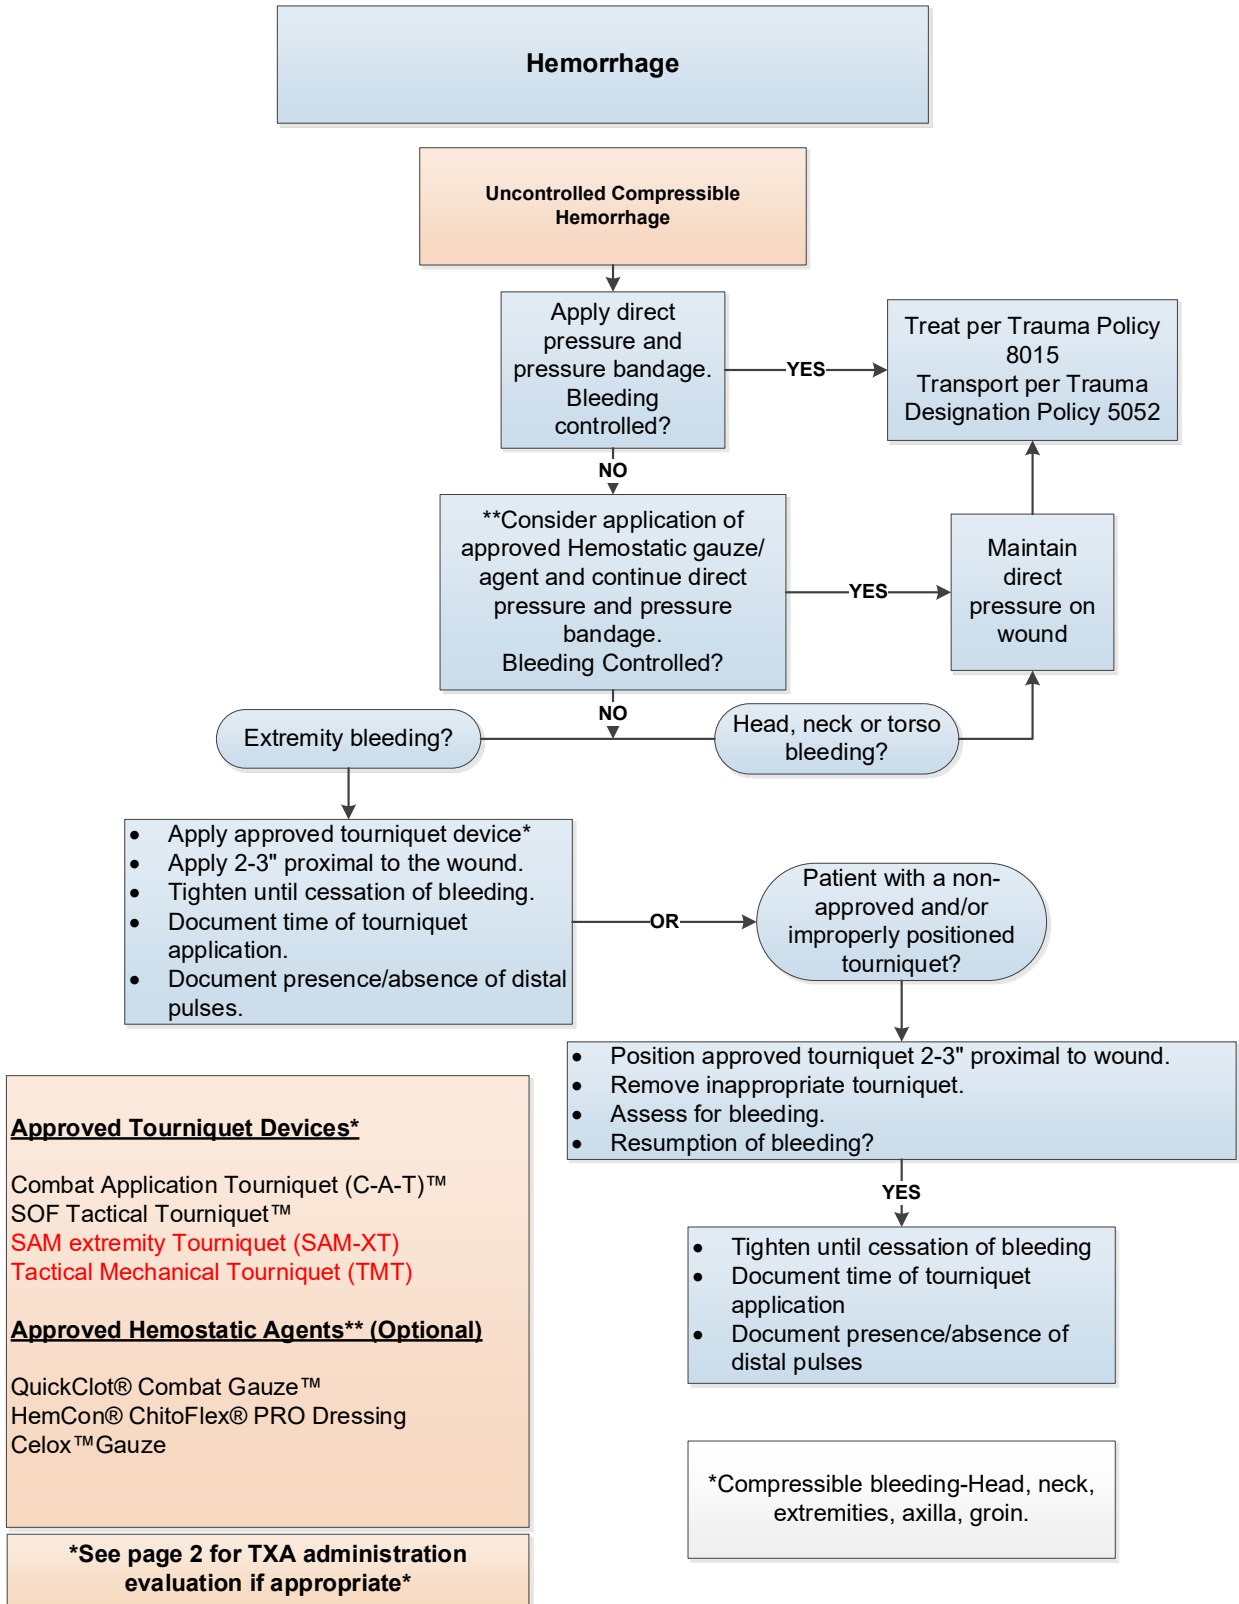 Hemorrhage
Uncontrolled Compressible
Hemorrhage
Apply direct
pressure and
pressure bandage.
Bleeding
controlled?
YES
Treat per Trauma Policy
8015
Transport per Trauma
Designation Policy 5052
NO
**Consider application of
approved Hemostatic gauze/
agent and continue direct
pressure and pressure
bandage.
Bleeding Controlled?
YES
Maintain
direct
pressure on
wound
NO
Extremity bleeding?
Head, neck or torso
bleeding?
• Apply approved tourniquet device*
• Apply 2-3" proximal to the wound.
• Tighten until cessation of bleeding.
• Document time of tourniquet
application.
• Document presence/absence of distal
pulses.
OR
Patient with a non-
approved and/or
improperly positioned
tourniquet?
• Position approved tourniquet 2-3" proximal to wound.
• Remove inappropriate tourniquet.
• Assess for bleeding.
• Resumption of bleeding?
YES
• Tighten until cessation of bleeding
• Document time of tourniquet
application
• Document presence/absence of
distal pulses
Approved Tourniquet Devices*
Combat Application Tourniquet (C-A-T)™
SOF Tactical Tourniquet™
SAM extremity Tourniquet (SAM-XT)
Tactical Mechanical Tourniquet (TMT)
Approved Hemostatic Agents** (Optional)
QuickClot® Combat Gauze™
HemCon® ChitoFlex® PRO Dressing
Celox™Gauze
*See page 2 for TXA administration
evaluation if appropriate*
*Compressible bleeding-Head, neck,
extremities, axilla, groin.